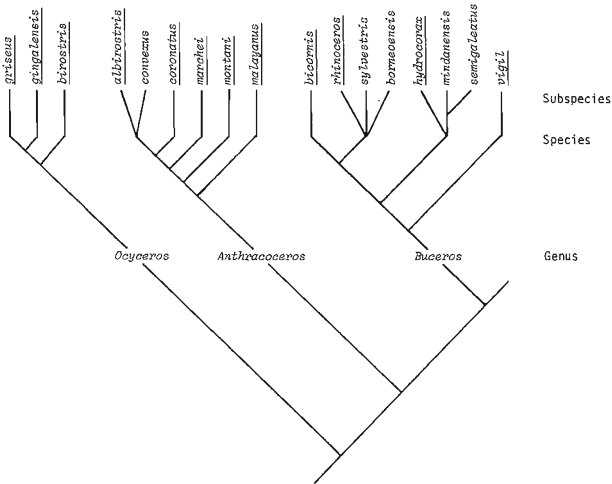 griseus
gingalensis
birostris
albirostris
convexus
coronatus
marchei
montani
malayanus
bicornis
rhinoceros
sylvestris
borneoensis
hydrocorax
mindanensis
semigaleatus
vigil
Subspecies
Species
Ocyceros
Anthracoceros
Buceros
Genus